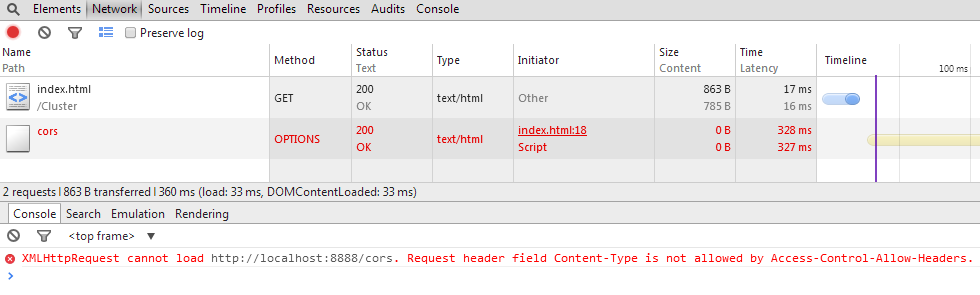 Elements Network Sources Timeline Profiles Resources Audits Console
Preserve log
Name Path Method Status Text Type Initiator Size Content Time Latency Timeline 100 ms
index.html /Cluster GET 200 OK text/html Other 863 B 785 B 17 ms 16 ms
cors OPTIONS 200 OK text/html index.html:18 Script 0 B 0 B 328 ms 327 ms
2 requests | 863 B transferred | 360 ms (load: 33 ms, DOMContentLoaded: 33 ms)
Console Search Emulation Rendering
<top frame> ▼
XMLHttpRequest cannot load http://localhost:8888/cors. Request header field Content-Type is not allowed by Access-Control-Allow-Headers.
>